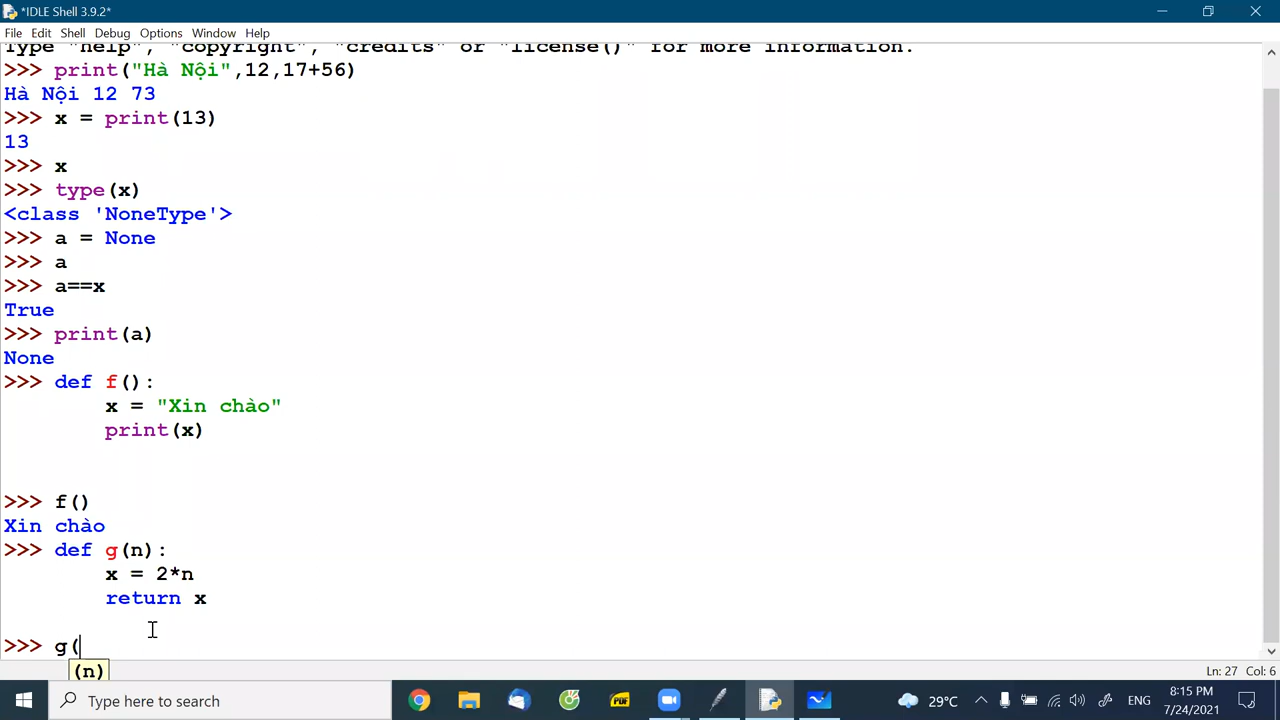 *IDLE Shell 3.9.2*
File Edit Shell Debug Options Window Help
Type "help", "copyright", "credits" or "license()" for more information.
>>> print("Hà Nội",12,17+56)
Hà Nội 12 73
>>> x = print(13)
13
>>> x
>>> type(x)
<class 'NoneType'>
>>> a = None
>>> a
>>> a==x
True
>>> print(a)
None
>>> def f():
x = "Xin chào"
print(x)
>>> f()
Xin chào
>>> def g(n):
x = 2*n
return x
>>> g(
(n)
Ln: 27 Col: 6
Type here to search
PDF
29°C
ENG
8:15 PM
7/24/2021